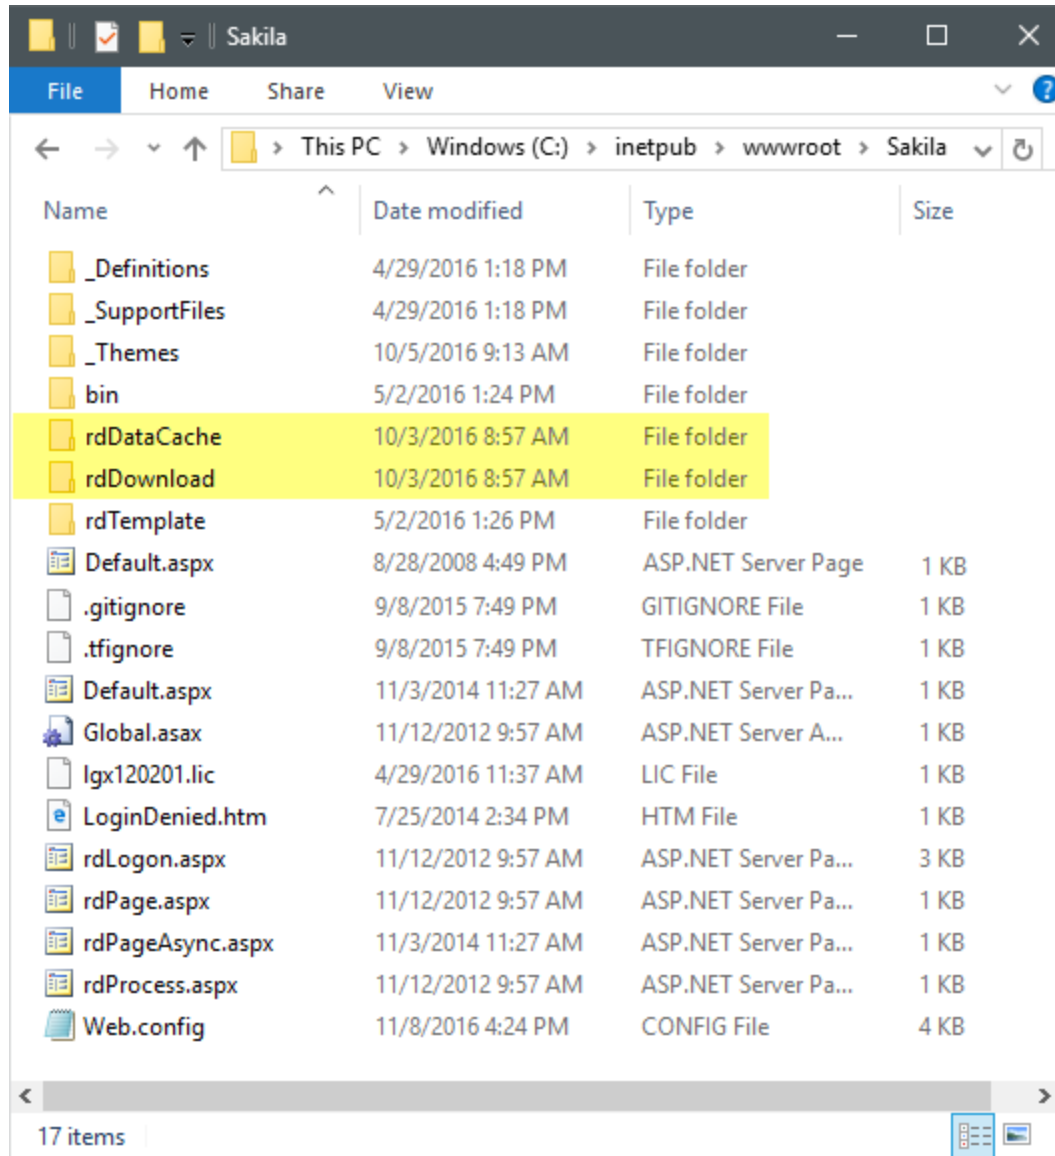 Sakila
File Home Share View ?
This PC > Windows (C:) > inetpub > wwwroot > Sakila
Name Date modified Type Size
_Definitions 4/29/2016 1:18 PM File folder
_SupportFiles 4/29/2016 1:18 PM File folder
_Themes 10/5/2016 9:13 AM File folder
bin 5/2/2016 1:24 PM File folder
rdDataCache 10/3/2016 8:57 AM File folder
rdDownload 10/3/2016 8:57 AM File folder
rdTemplate 5/2/2016 1:26 PM File folder
Default.aspx 8/28/2008 4:49 PM ASP.NET Server Page 1 KB
.gitignore 9/8/2015 7:49 PM GITIGNORE File 1 KB
.tfignore 9/8/2015 7:49 PM TFIGNORE File 1 KB
Default.aspx 11/3/2014 11:27 AM ASP.NET Server Pa... 1 KB
Global.asax 11/12/2012 9:57 AM ASP.NET Server A... 1 KB
lgx120201.lic 4/29/2016 11:37 AM LIC File 1 KB
LoginDenied.htm 7/25/2014 2:34 PM HTM File 1 KB
rdLogon.aspx 11/12/2012 9:57 AM ASP.NET Server Pa... 3 KB
rdPage.aspx 11/12/2012 9:57 AM ASP.NET Server Pa... 1 KB
rdPageAsync.aspx 11/3/2014 11:27 AM ASP.NET Server Pa... 1 KB
rdProcess.aspx 11/12/2012 9:57 AM ASP.NET Server Pa... 1 KB
Web.config 11/8/2016 4:24 PM CONFIG File 4 KB
17 items